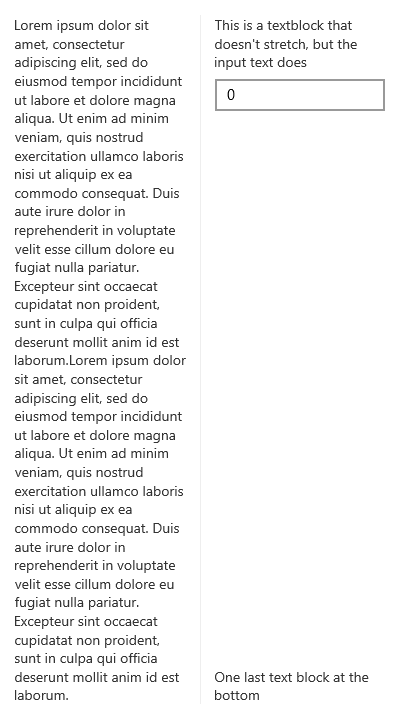 Lorem ipsum dolor sit
amet, consectetur
adipiscing elit, sed do
eiusmod tempor incididunt
ut labore et dolore magna
aliqua. Ut enim ad minim
veniam, quis nostrud
exercitation ullamco laboris
nisi ut aliquip ex ea
commodo consequat. Duis
aute irure dolor in
reprehenderit in voluptate
velit esse cillum dolore eu
fugiat nulla pariatur.
Excepteur sint occaecat
cupidatat non proident,
sunt in culpa qui officia
deserunt mollit anim id est
laborum.Lorem ipsum dolor
sit amet, consectetur
adipiscing elit, sed do
eiusmod tempor incididunt
ut labore et dolore magna
aliqua. Ut enim ad minim
veniam, quis nostrud
exercitation ullamco laboris
nisi ut aliquip ex ea
commodo consequat. Duis
aute irure dolor in
reprehenderit in voluptate
velit esse cillum dolore eu
fugiat nulla pariatur.
Excepteur sint occaecat
cupidatat non proident,
sunt in culpa qui officia
deserunt mollit anim id est
laborum.
This is a textblock that
doesn't stretch, but the
input text does
0
One last text block at the
bottom